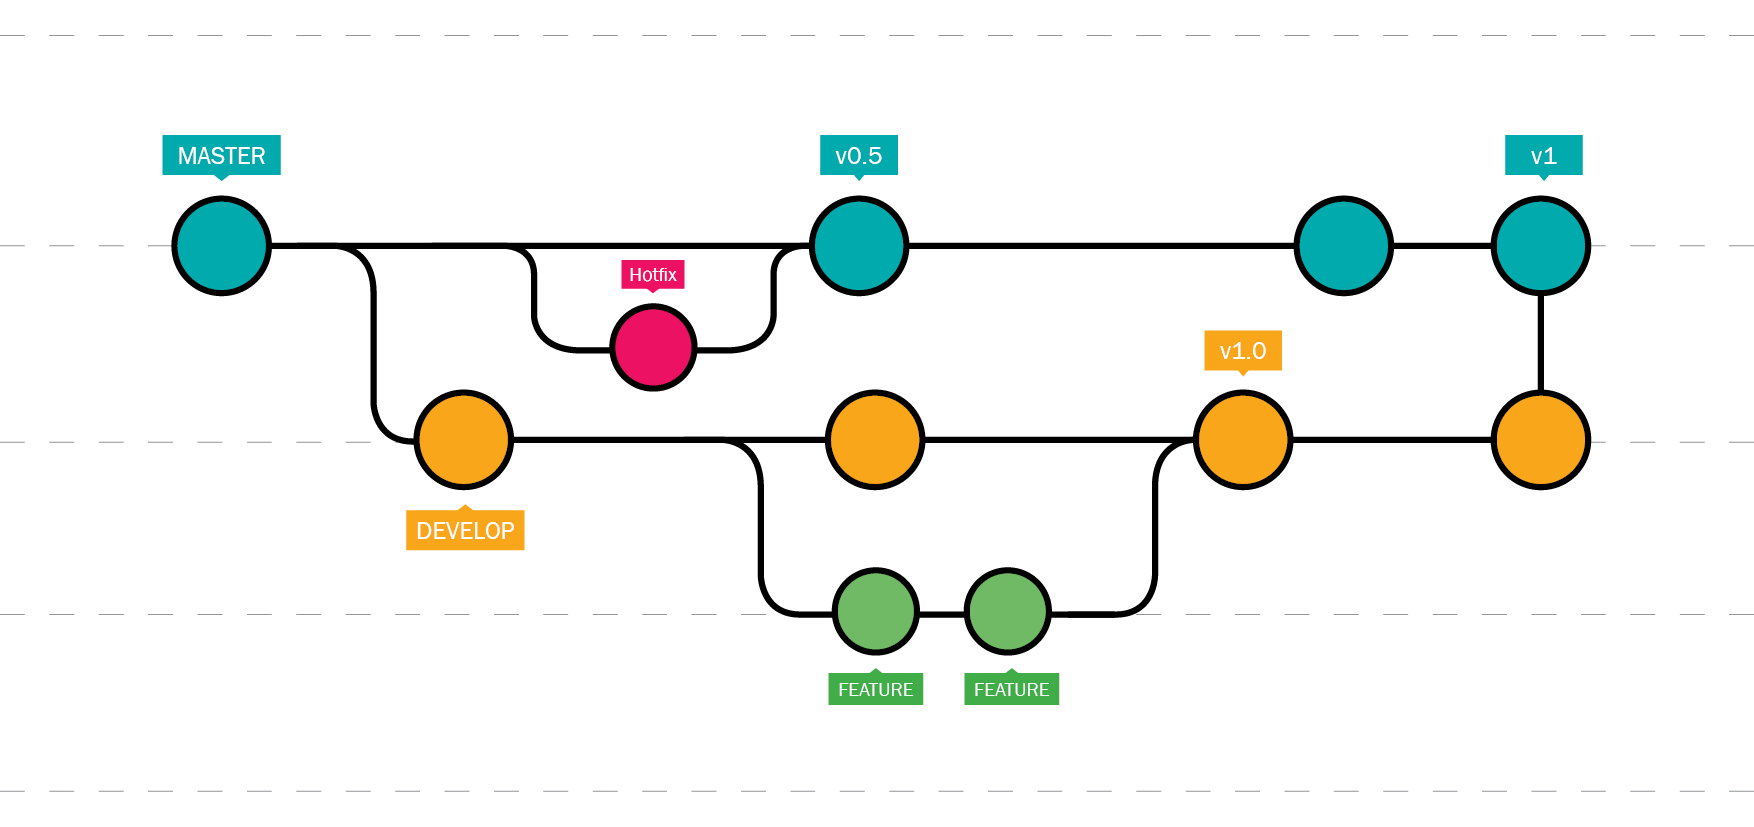 MASTER
v0.5
v1
Hotfix
v1.0
DEVELOP
FEATURE
FEATURE